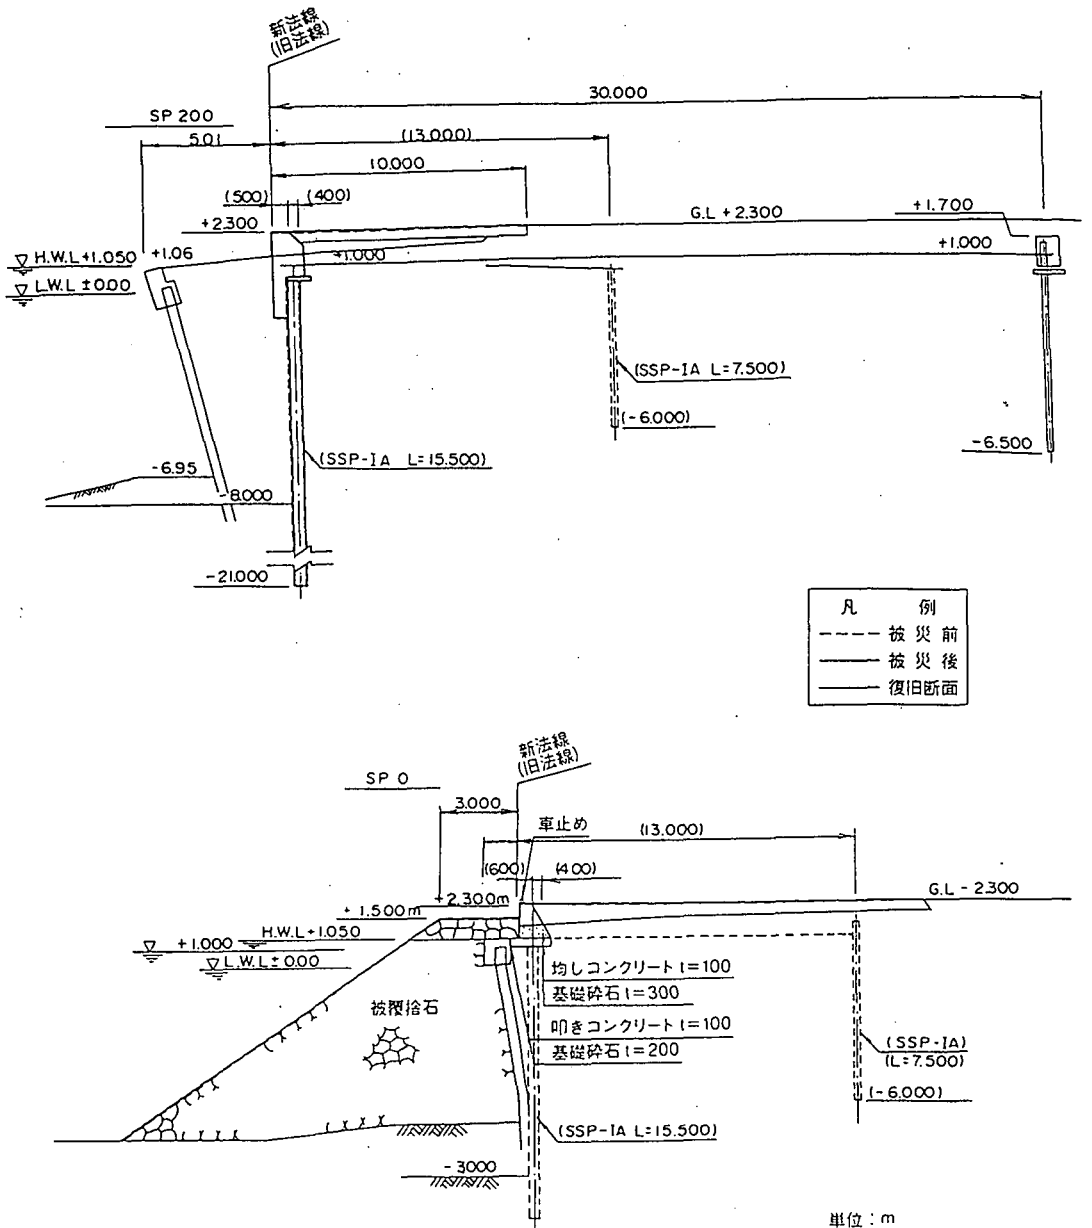 新法線
(旧法線)
30.000
SP 200
5.01
(13.000)
10.000
(500)
(400)
+2.300
G.L +2.300
+1.700
H.W.L+1.050
+1.06
+1.000
+1.000
L.W.L ±0.00
(SSP-IA L=7.500)
(-6.000)
-6.500
(SSP-IA L=15.500)
-6.95
-8.000
-21.000
凡 例
被災前
被災後
復旧断面
新法線
(旧法線)
SP 0
3.000
車止め
(13.000)
(600)
(400)
+2.300m
G.L - 2.300
+1.500m
H.W.L+1.050
+1.000
L.W.L±0.00
均しコンクリート t=100
基礎砕石 t=300
被覆捨石
叩きコンクリート t=100
基礎砕石 t=200
(SSP-IA)
(L=7.500)
(-6.000)
(SSP-IA L=15.500)
-3000
単位:m